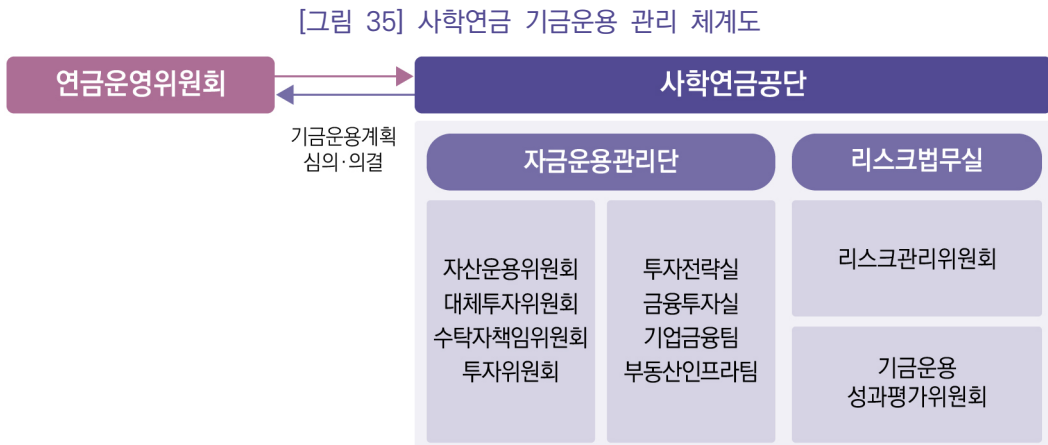 [그림 35] 사학연금 기금운용 관리 체계도
연금운영위원회
사학연금공단
기금운용계획
심의·의결
자금운용관리단
리스크법무실
자산운용위원회
대체투자위원회
수탁자책임위원회
투자위원회
투자전략실
금융투자실
기업금융팀
부동산인프라팀
리스크관리위원회
기금운용
성과평가위원회